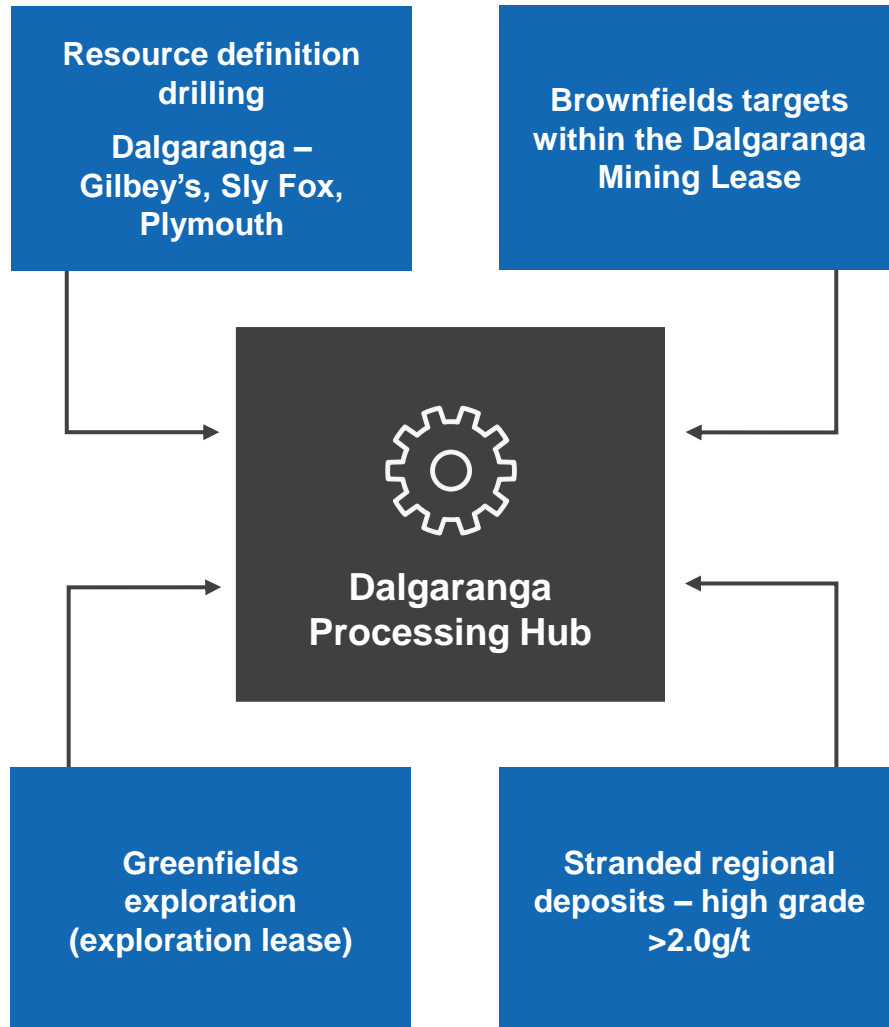 Resource definition
drilling
Dalgaranga –
Gilbey’s, Sly Fox,
Plymouth
Brownfields targets
within the Dalgaranga
Mining Lease
Dalgaranga
Processing Hub
Greenfields
exploration
(exploration lease)
Stranded regional
deposits – high grade
>2.0g/t